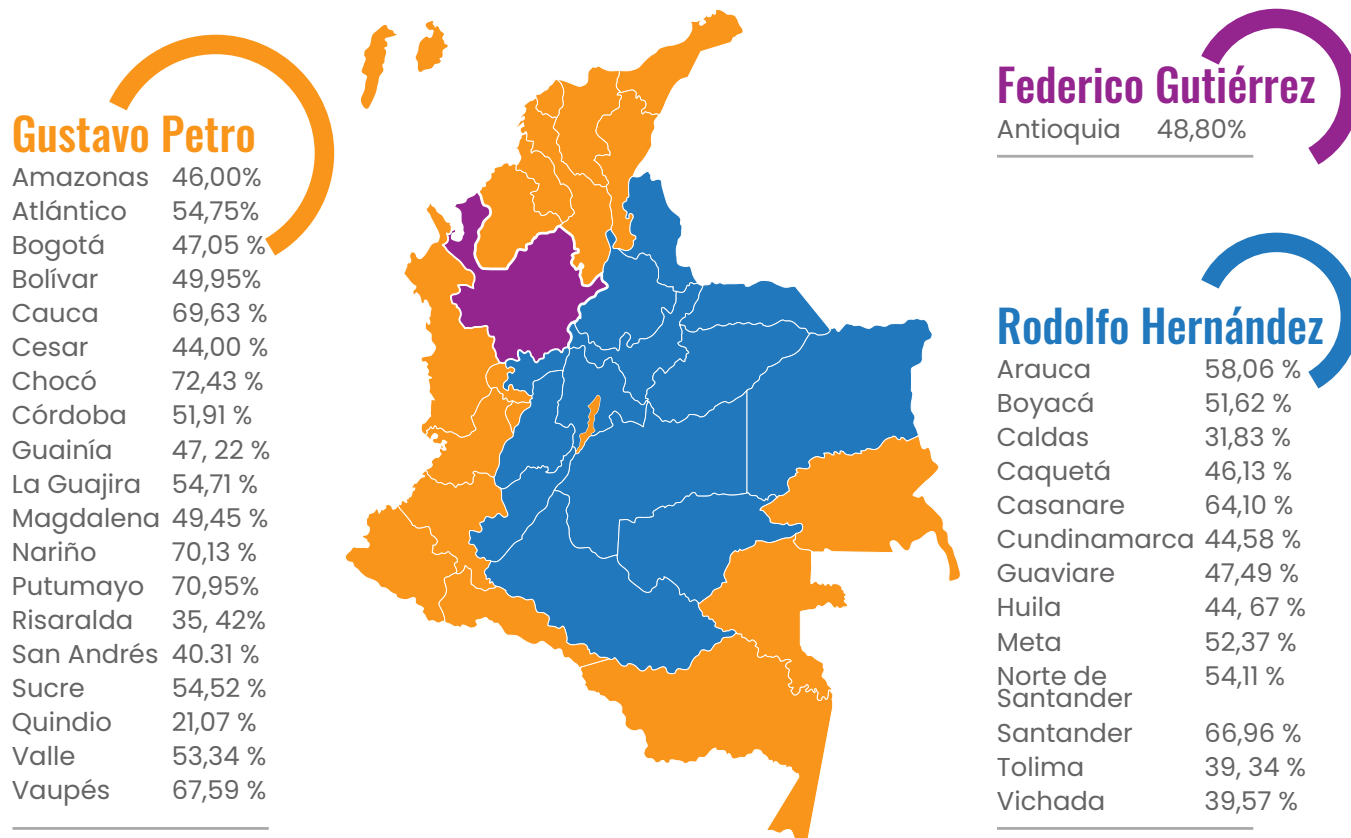 Gustavo Petro
Amazonas 46,00%
Atlántico 54,75%
Bogotá 47,05 %
Bolívar 49,95%
Cauca 69,63 %
Cesar 44,00 %
Chocó 72,43 %
Córdoba 51,91 %
Guainía 47, 22 %
La Guajira 54,71 %
Magdalena 49,45 %
Nariño 70,13 %
Putumayo 70,95%
Risaralda 35, 42%
San Andrés 40.31 %
Sucre 54,52 %
Quindio 21,07 %
Valle 53,34 %
Vaupés 67,59 %
Federico Gutiérrez
Antioquia 48,80%
Rodolfo Hernández
Arauca 58,06 %
Boyacá 51,62 %
Caldas 31,83 %
Caquetá 46,13 %
Casanare 64,10 %
Cundinamarca 44,58 %
Guaviare 47,49 %
Huila 44, 67 %
Meta 52,37 %
Norte de 54,11 %
Santander
Santander 66,96 %
Tolima 39, 34 %
Vichada 39,57 %